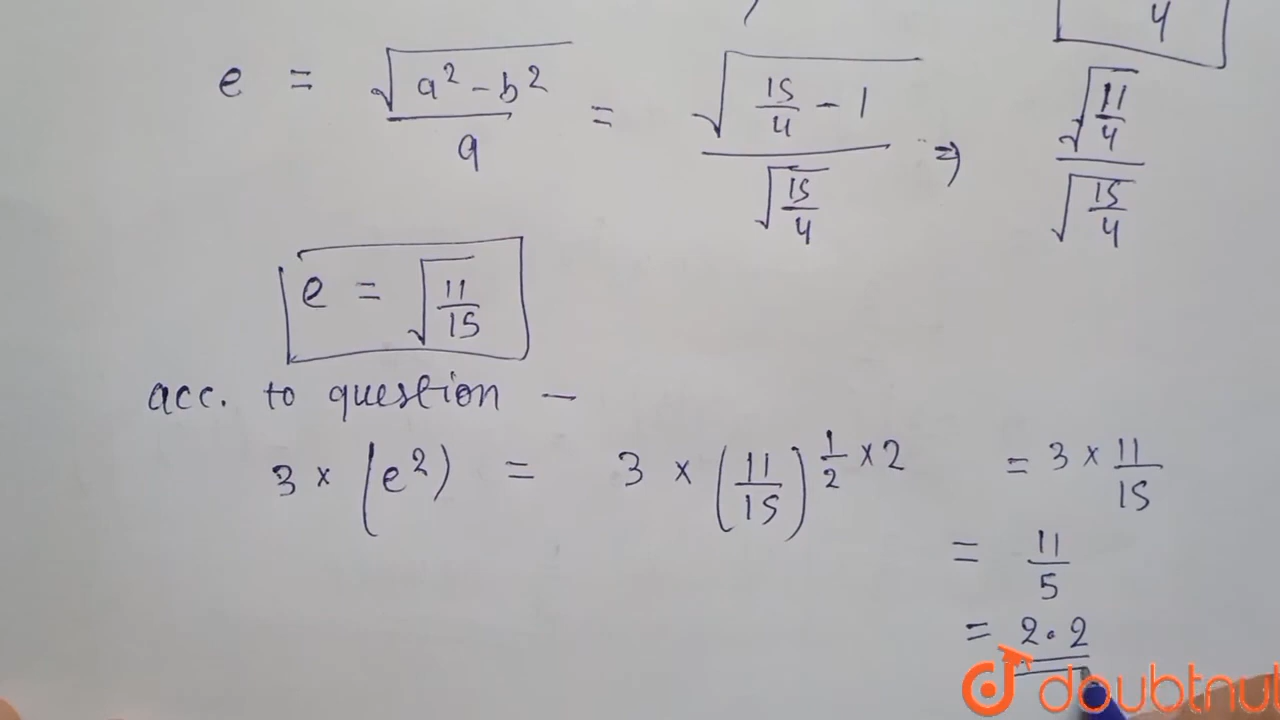 4
e = √(a² - b²) / a = √(15/4 - 1) / √(15/4) ⇒ √(11/4) / √(15/4)
e = √(11/15)
acc. to question -
3 × (e²) = 3 × (11/15)^(1/2 × 2) = 3 × 11/15
= 11/5
= 2.2
doubtnut